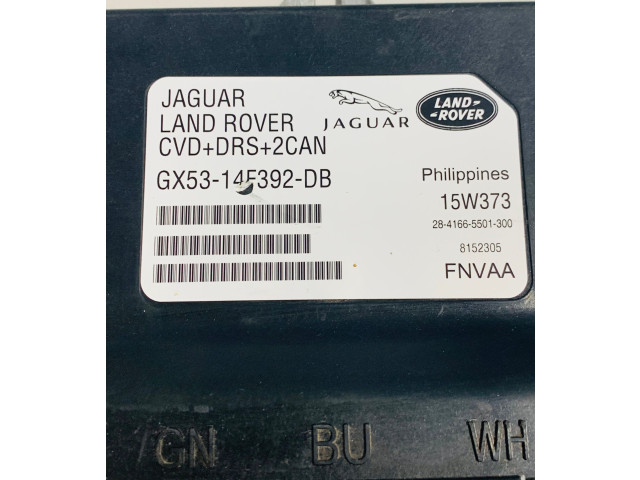 JAGUAR
LAND ROVER
CVD+DRS+2CAN
GX53-14F392-DB
JAGUAR
LAND-
-ROVER
Philippines
15W373
28-4166-5501-300
8152305
FNVAA
GN BU WH